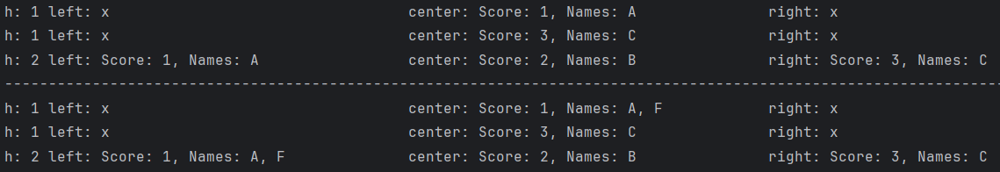 h: 1 left: x                                  center: Score: 1, Names: A               right: x
h: 1 left: x                                  center: Score: 3, Names: C               right: x
h: 2 left: Score: 1, Names: A                 center: Score: 2, Names: B               right: Score: 3, Names: C
------------------------------------------------------------------------------------------------------------------
h: 1 left: x                                  center: Score: 1, Names: A, F            right: x
h: 1 left: x                                  center: Score: 3, Names: C               right: x
h: 2 left: Score: 1, Names: A, F              center: Score: 2, Names: B               right: Score: 3, Names: C